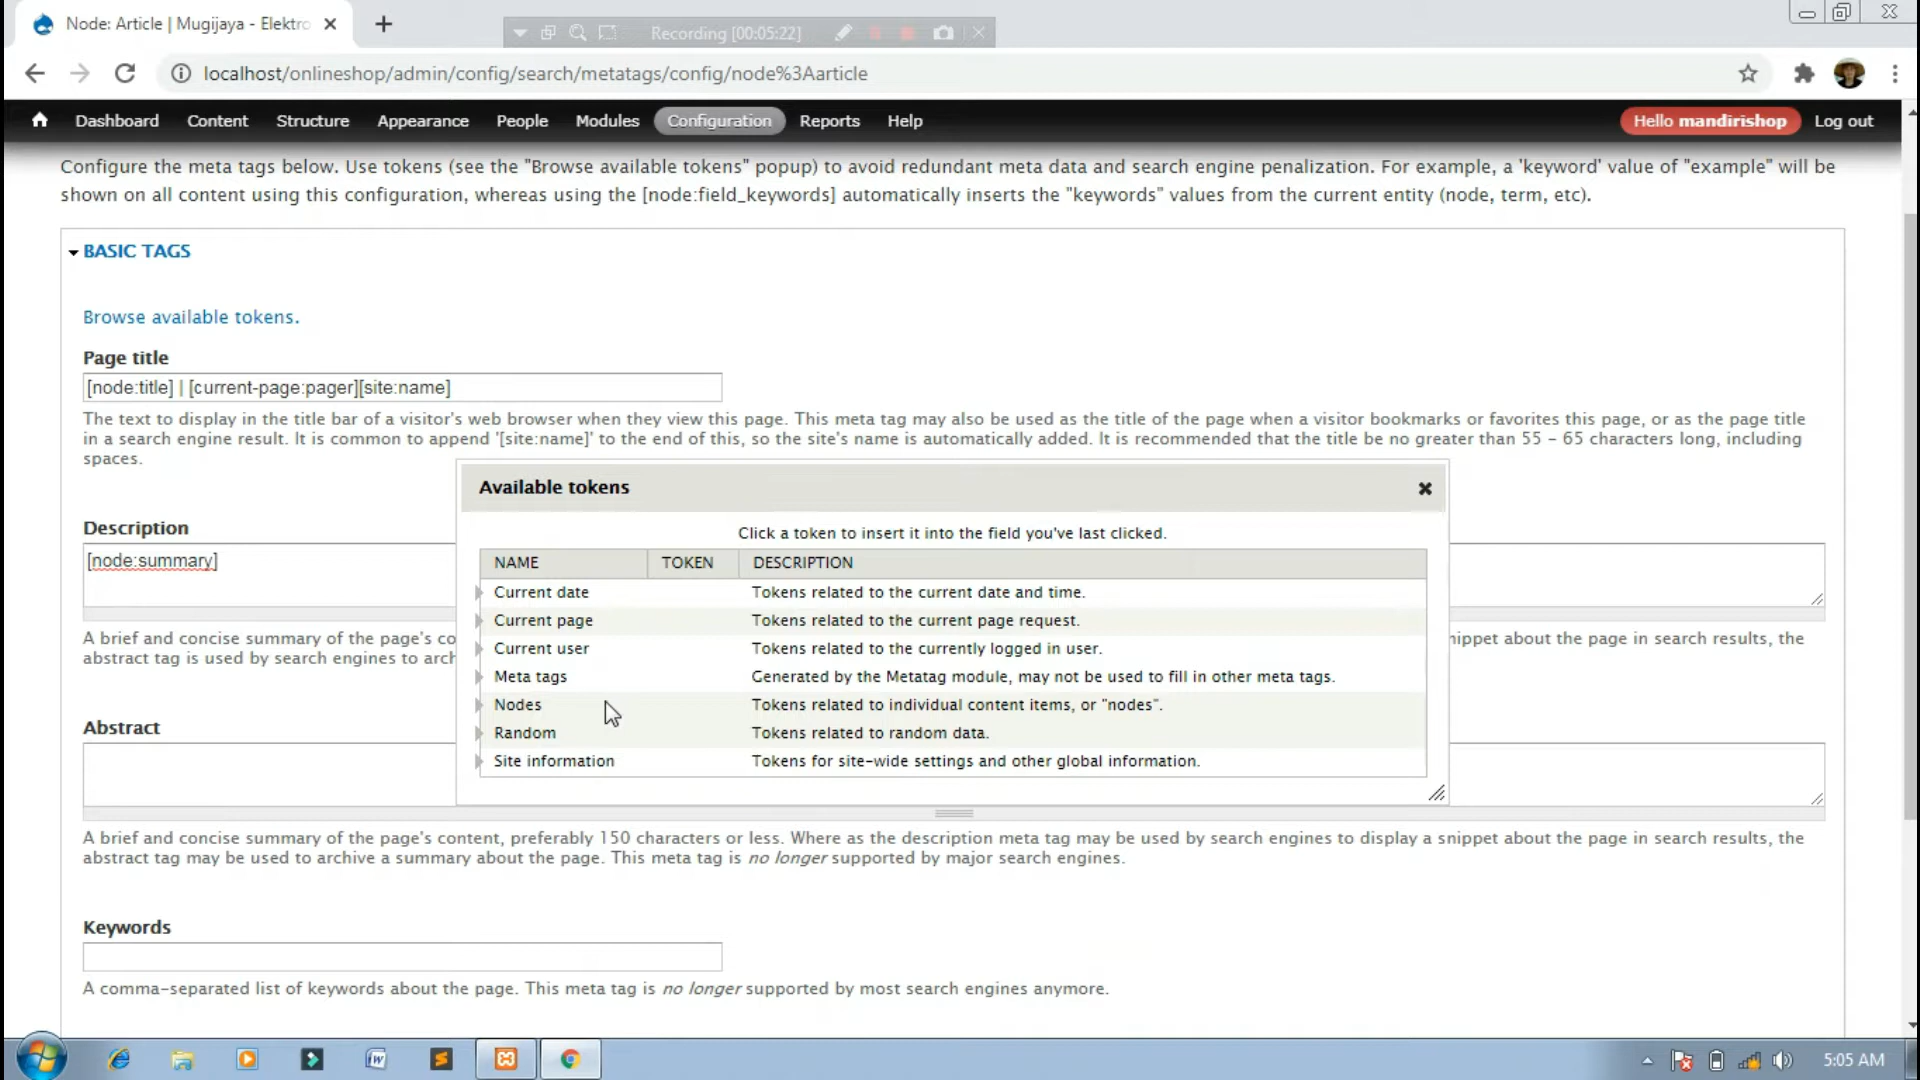 Node: Article | Mugijaya - Elektro
Recording [00:05:22]
localhost/onlineshop/admin/config/search/metatags/config/node%3Aarticle
Dashboard Content Structure Appearance People Modules Configuration Reports Help Hello mandirishop Log out
Configure the meta tags below. Use tokens (see the "Browse available tokens" popup) to avoid redundant meta data and search engine penalization. For example, a 'keyword' value of "example" will be
shown on all content using this configuration, whereas using the [node:field_keywords] automatically inserts the "keywords" values from the current entity (node, term, etc).
BASIC TAGS
Browse available tokens.
Page title
[node:title] | [current-page:pager][site:name]
The text to display in the title bar of a visitor's web browser when they view this page. This meta tag may also be used as the title of the page when a visitor bookmarks or favorites this page, or as the page title
in a search engine result. It is common to append '[site:name]' to the end of this, so the site's name is automatically added. It is recommended that the title be no greater than 55 - 65 characters long, including
spaces.
Available tokens
Click a token to insert it into the field you've last clicked.
NAME TOKEN DESCRIPTION
Current date Tokens related to the current date and time.
Current page Tokens related to the current page request.
Current user Tokens related to the currently logged in user.
Meta tags Generated by the Metatag module, may not be used to fill in other meta tags.
Nodes Tokens related to individual content items, or "nodes".
Random Tokens related to random data.
Site information Tokens for site-wide settings and other global information.
Description
[node:summary]
A brief and concise summary of the page's co nippet about the page in search results, the
abstract tag is used by search engines to arch
Abstract
A brief and concise summary of the page's content, preferably 150 characters or less. Where as the description meta tag may be used by search engines to display a snippet about the page in search results, the
abstract tag may be used to archive a summary about the page. This meta tag is no longer supported by major search engines.
Keywords
A comma-separated list of keywords about the page. This meta tag is no longer supported by most search engines anymore.
5:05 AM